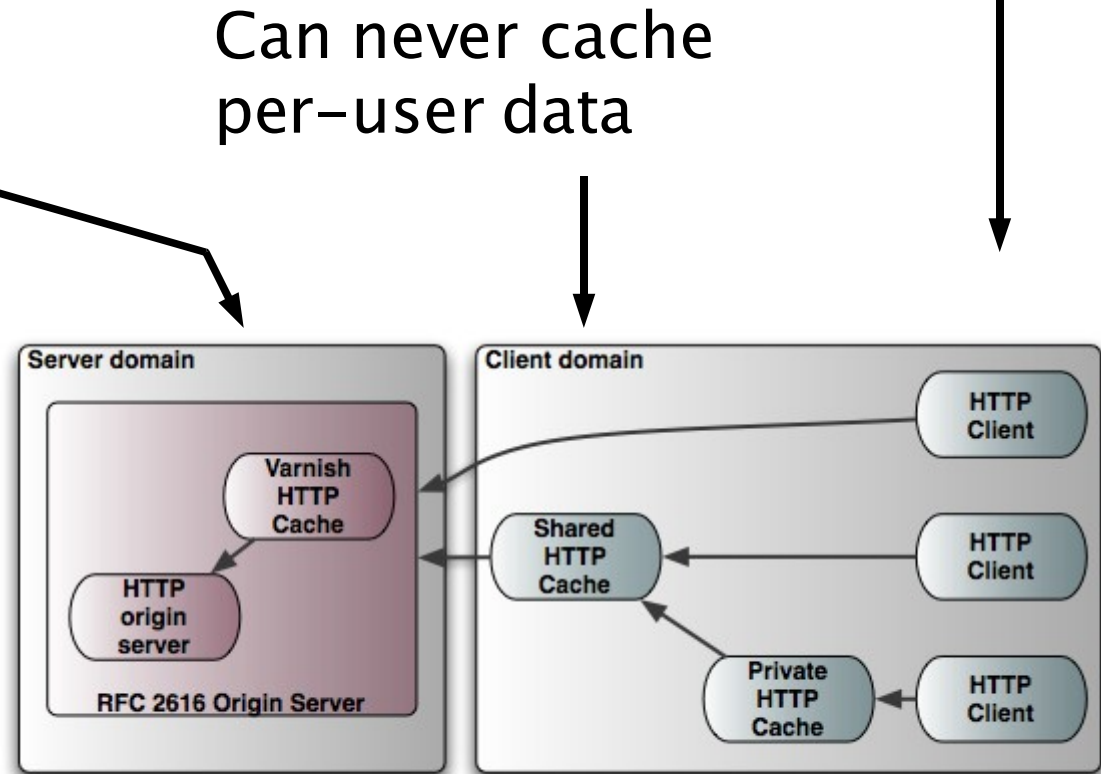 Can never cache
per-user data
Server domain
Client domain
HTTP
Client
Varnish
HTTP
Cache
Shared
HTTP
Cache
HTTP
Client
HTTP
origin
server
Private
HTTP
Cache
HTTP
Client
RFC 2616 Origin Server